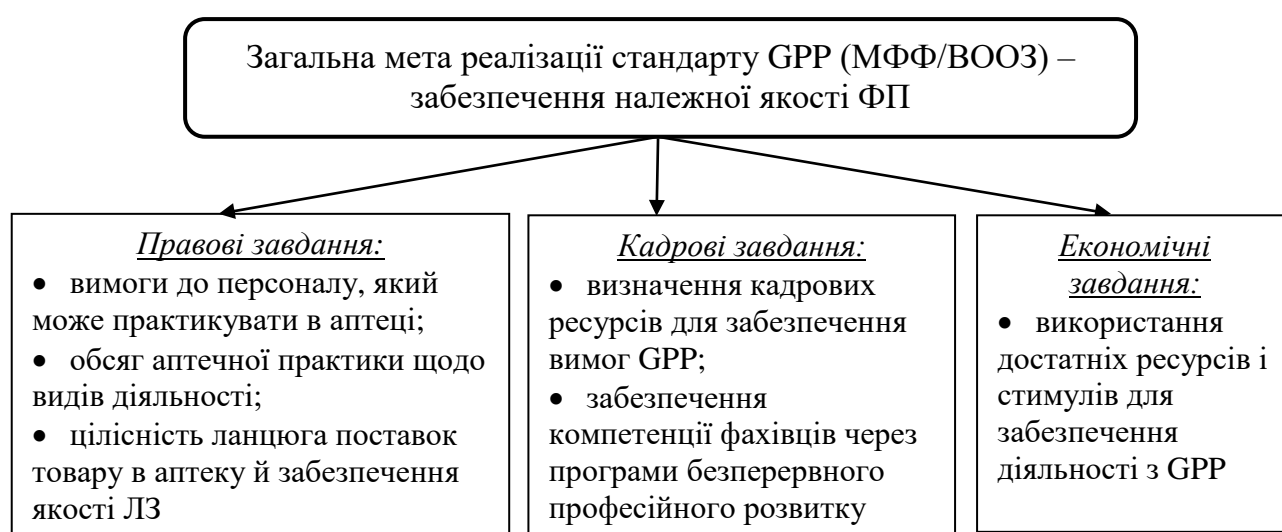 Загальна мета реалізації стандарту GPP (МФФ/ВООЗ) –
забезпечення належної якості ФП
Правові завдання:
• вимоги до персоналу, який
може практикувати в аптеці;
• обсяг аптечної практики щодо
видів діяльності;
• цілісність ланцюга поставок
товару в аптеку й забезпечення
якості ЛЗ
Кадрові завдання:
• визначення кадрових
ресурсів для забезпечення
вимог GPP;
• забезпечення
компетенції фахівців через
програми безперервного
професійного розвитку
Економічні
завдання:
• використання
достатніх ресурсів і
стимулів для
забезпечення
діяльності з GPP